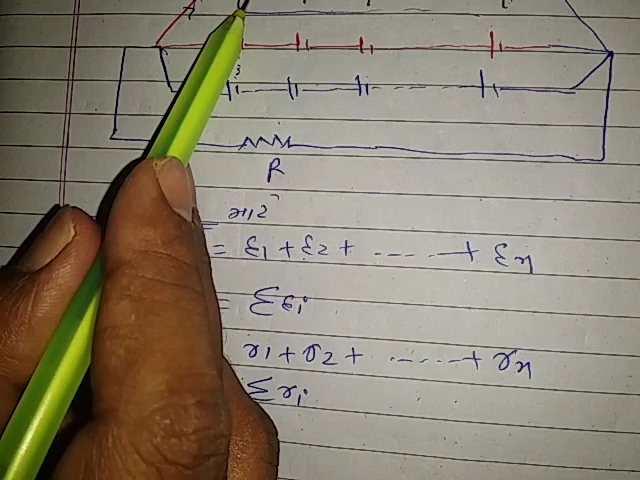 ε
R
= ε1 + ε2 + ..... + εn
= Σεi
r1 + r2 + ...... + rn
Σri